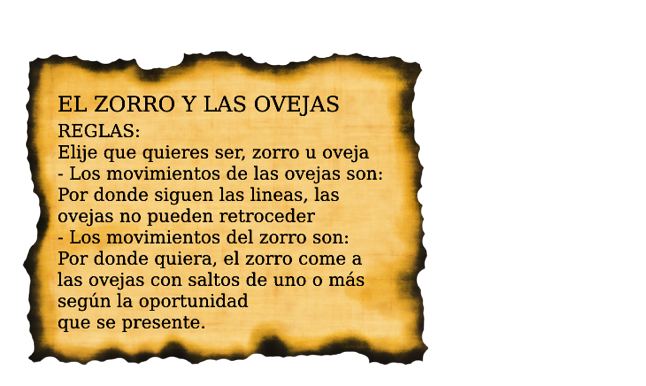 EL ZORRO Y LAS OVEJAS
REGLAS:
Elije que quieres ser, zorro u oveja
- Los movimientos de las ovejas son:
Por donde siguen las lineas, las
ovejas no pueden retroceder
- Los movimientos del zorro son:
Por donde quiera, el zorro come a
las ovejas con saltos de uno o más
según la oportunidad
que se presente.